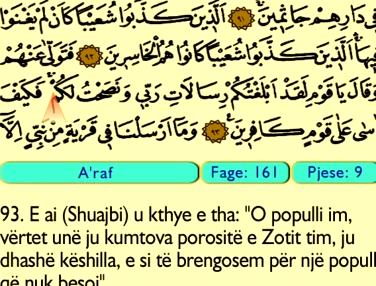 فِي دَارِهِمْ جَاثِمِينَ ﴿٩١﴾ الَّذِينَ كَذَّبُوا شُعَيْبًا كَأَنْ لَمْ يَغْنَوْا
فِيهَا الَّذِينَ كَذَّبُوا شُعَيْبًا كَانُوا هُمُ الْخَاسِرِينَ ﴿٩٢﴾ فَتَوَلَّى عَنْهُمْ
وَقَالَ يَا قَوْمِ لَقَدْ أَبْلَغْتُكُمْ رِسَالَاتِ رَبِّي وَنَصَحْتُ لَكُمْ فَكَيْفَ
اٰسٰى عَلٰى قَوْمٍ كَافِرِينَ ﴿٩٣﴾ وَمَا أَرْسَلْنَا فِي قَرْيَةٍ مِنْ نَبِيٍّ إِلَّا
A'raf Fage: 161 Pjese: 9
93. E ai (Shuajbi) u kthye e tha: "O populli im,
vërtet unë ju kumtova porositë e Zotit tim, ju
dhashë këshilla, e si të brengosem për një popull
që nuk besoi"